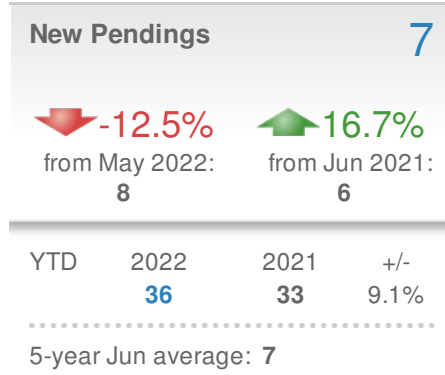 New Pendings 7
-12.5% 16.7%
from May 2022: from Jun 2021:
8 6
YTD 2022 2021 +/-
36 33 9.1%
5-year Jun average: 7